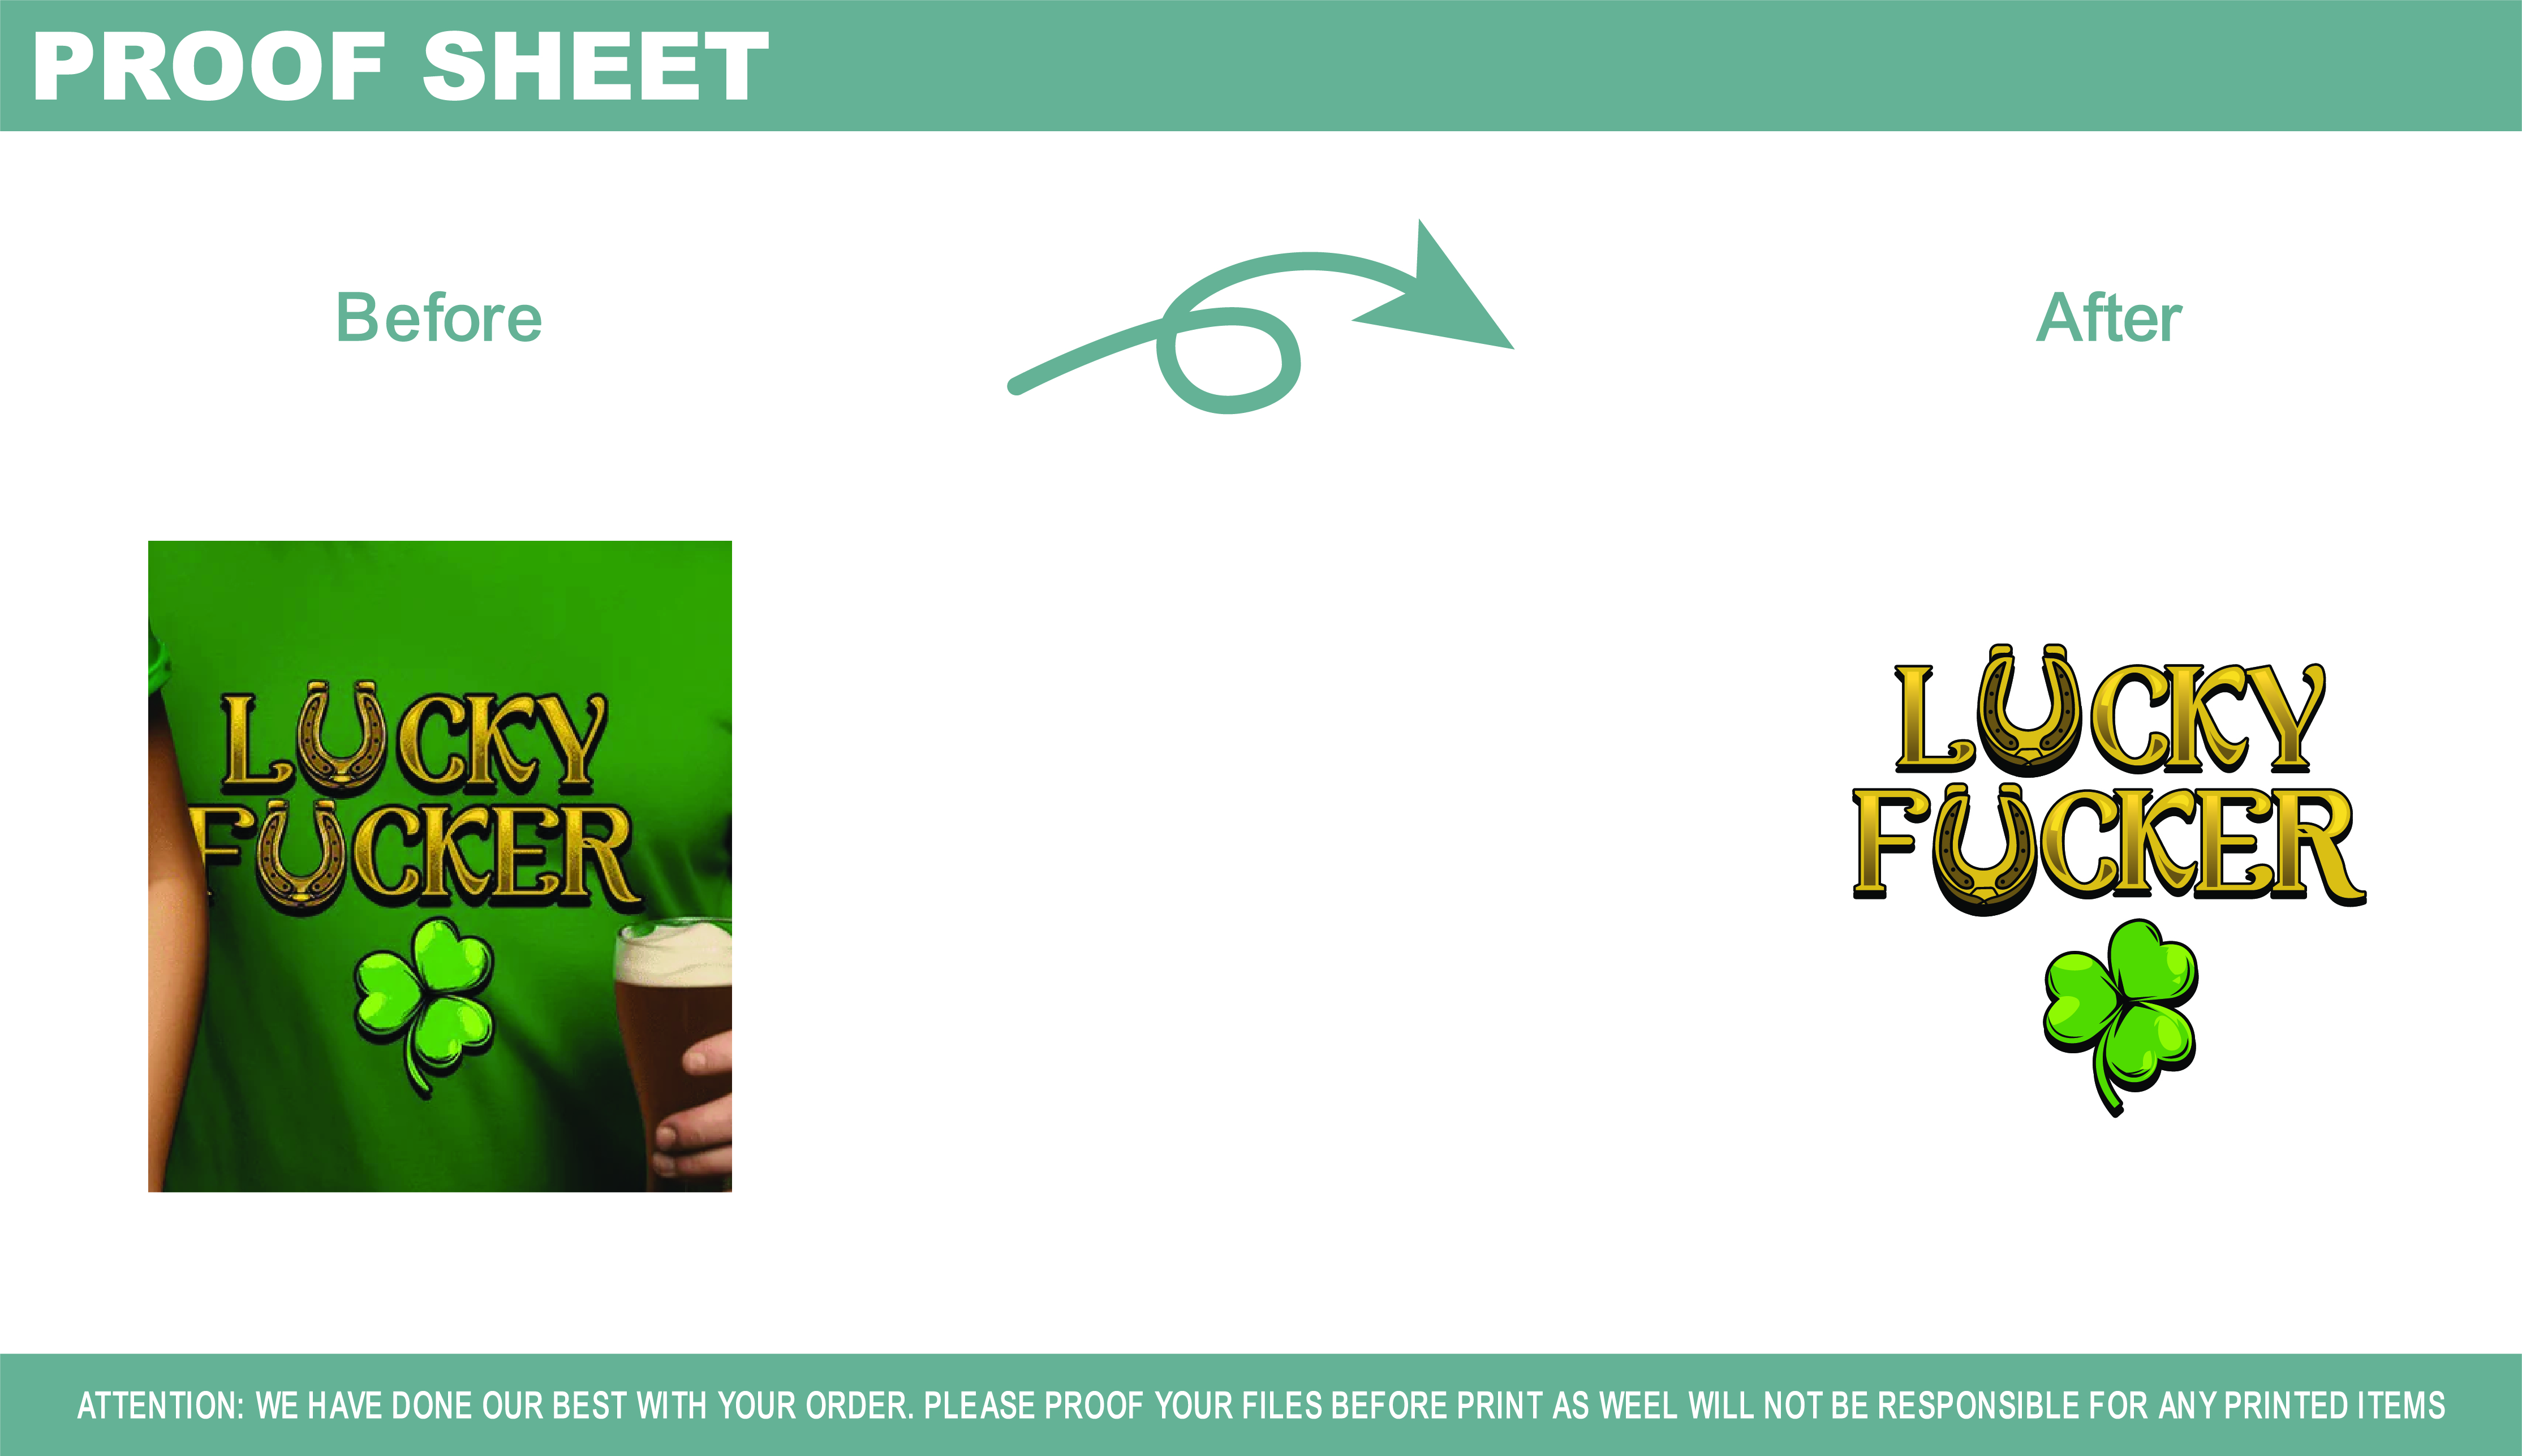 PROOF SHEET
Before
After
LUCKY
FUCKER
LUCKY
FUCKER
ATTENTION: WE HAVE DONE OUR BEST WITH YOUR ORDER. PLEASE PROOF YOUR FILES BEFORE PRINT AS WEEL WILL NOT BE RESPONSIBLE FOR ANY PRINTED ITEMS